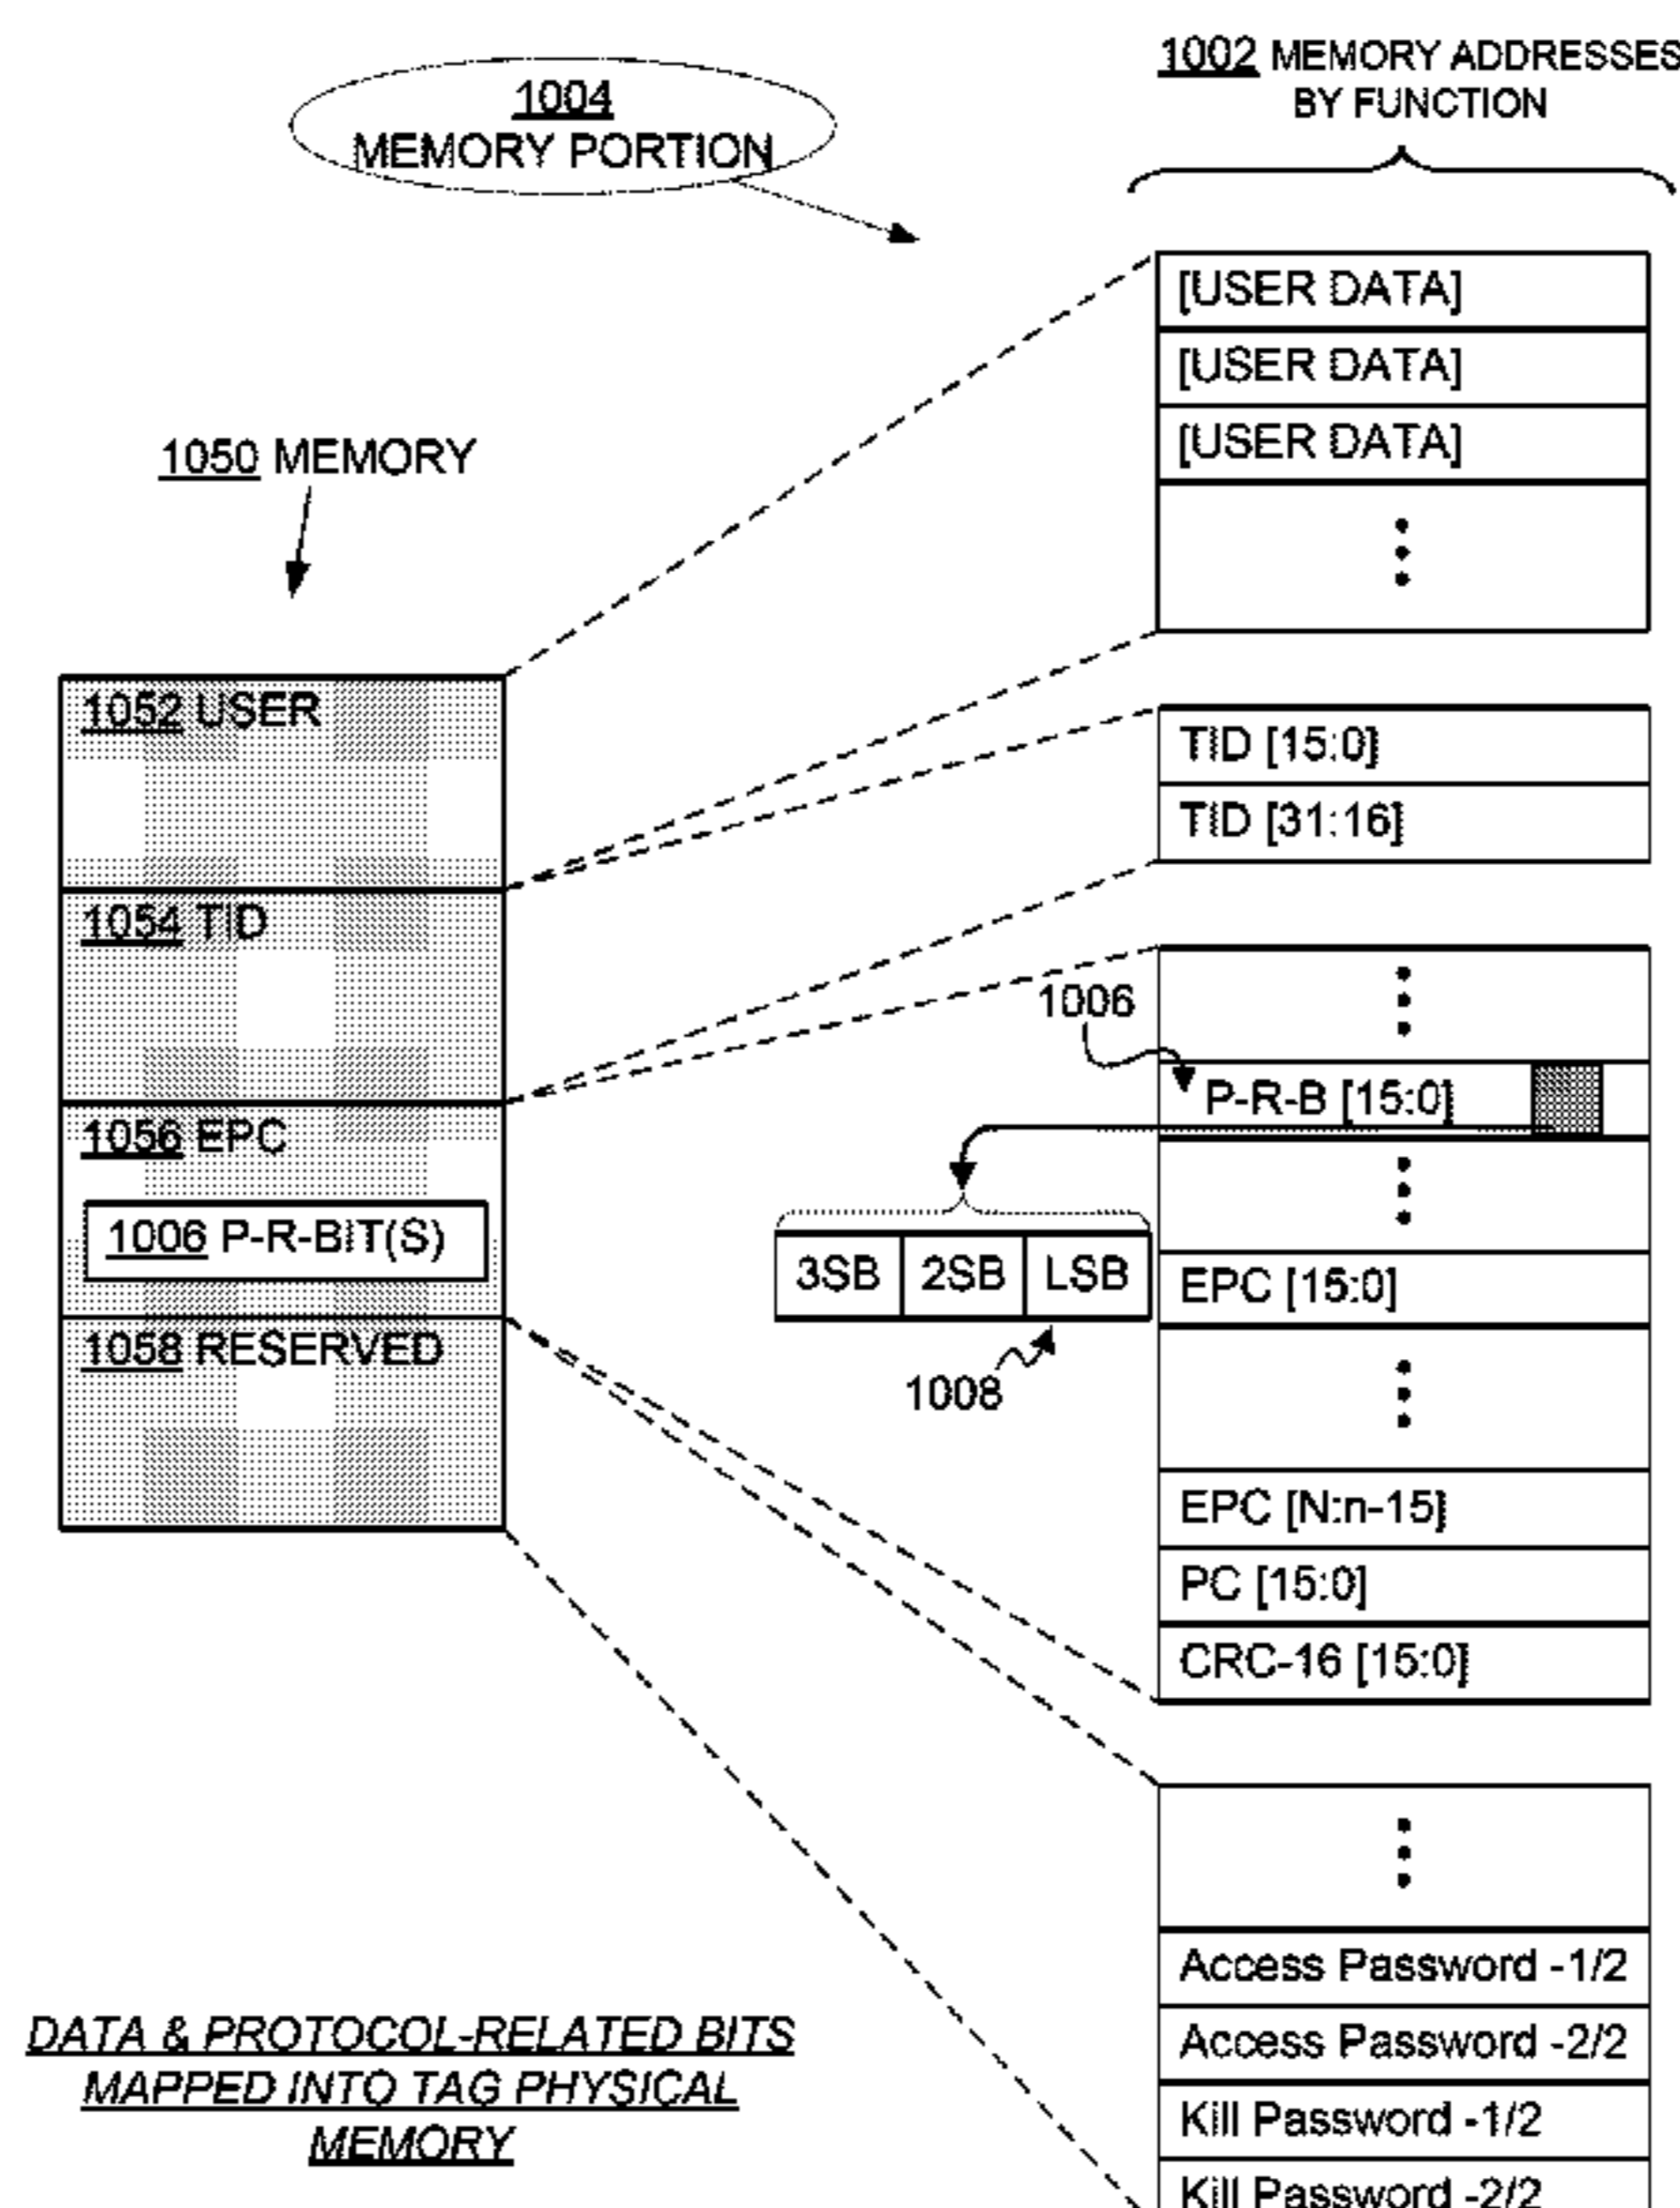 1002 MEMORY ADDRESSES
BY FUNCTION
1004
MEMORY PORTION
[USER DATA]
[USER DATA]
[USER DATA]
1050 MEMORY
1052 USER
1054 TID
1056 EPC
1006 P-R-BIT(S)
1058 RESERVED
TID [15:0]
TID [31:16]
1006
P-R-B [15:0]
3SB 2SB LSB
1008
EPC [15:0]
EPC [N:n-15]
PC [15:0]
CRC-16 [15:0]
Access Password -1/2
Access Password -2/2
Kill Password -1/2
Kill Password -2/2
DATA & PROTOCOL-RELATED BITS
MAPPED INTO TAG PHYSICAL
MEMORY